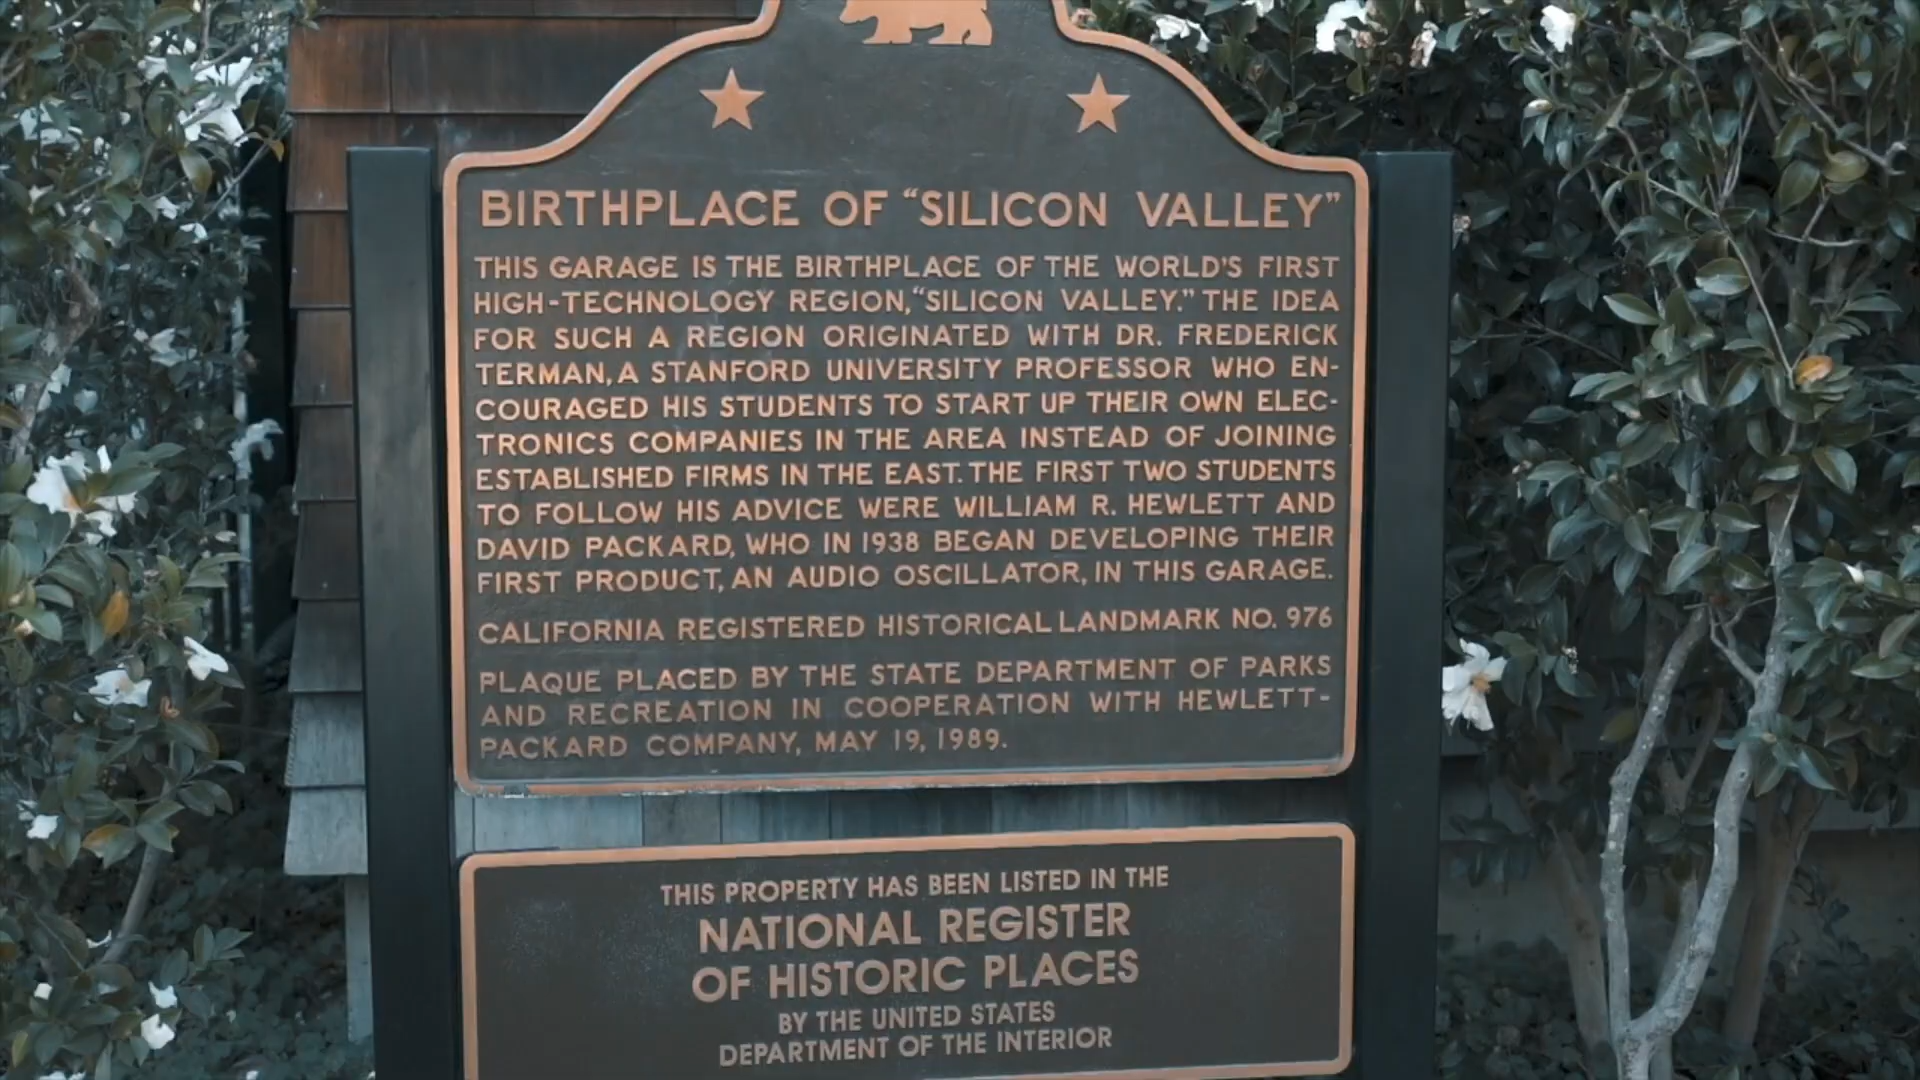 BIRTHPLACE OF “SILICON VALLEY”
THIS GARAGE IS THE BIRTHPLACE OF THE WORLD'S FIRST
HIGH-TECHNOLOGY REGION, “SILICON VALLEY.” THE IDEA
FOR SUCH A REGION ORIGINATED WITH DR. FREDERICK
TERMAN, A STANFORD UNIVERSITY PROFESSOR WHO EN-
COURAGED HIS STUDENTS TO START UP THEIR OWN ELEC-
TRONICS COMPANIES IN THE AREA INSTEAD OF JOINING
ESTABLISHED FIRMS IN THE EAST. THE FIRST TWO STUDENTS
TO FOLLOW HIS ADVICE WERE WILLIAM R. HEWLETT AND
DAVID PACKARD, WHO IN 1938 BEGAN DEVELOPING THEIR
FIRST PRODUCT, AN AUDIO OSCILLATOR, IN THIS GARAGE.
CALIFORNIA REGISTERED HISTORICAL LANDMARK NO. 976
PLAQUE PLACED BY THE STATE DEPARTMENT OF PARKS
AND RECREATION IN COOPERATION WITH HEWLETT-
PACKARD COMPANY, MAY 19, 1989.
THIS PROPERTY HAS BEEN LISTED IN THE
NATIONAL REGISTER
OF HISTORIC PLACES
BY THE UNITED STATES
DEPARTMENT OF THE INTERIOR